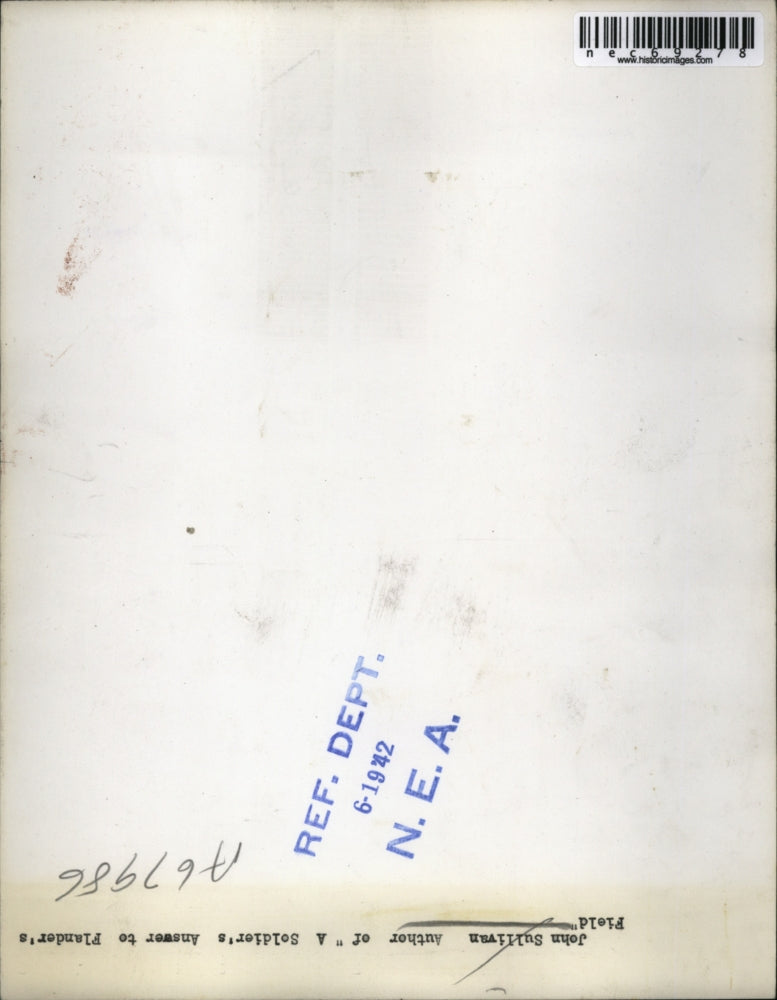 nec69278
www.historicimages.com
REF. DEPT.
6-1942
N. E. A.
A67986
John Sullivan Author of " A Soldier's Answer to Flander's
Field"